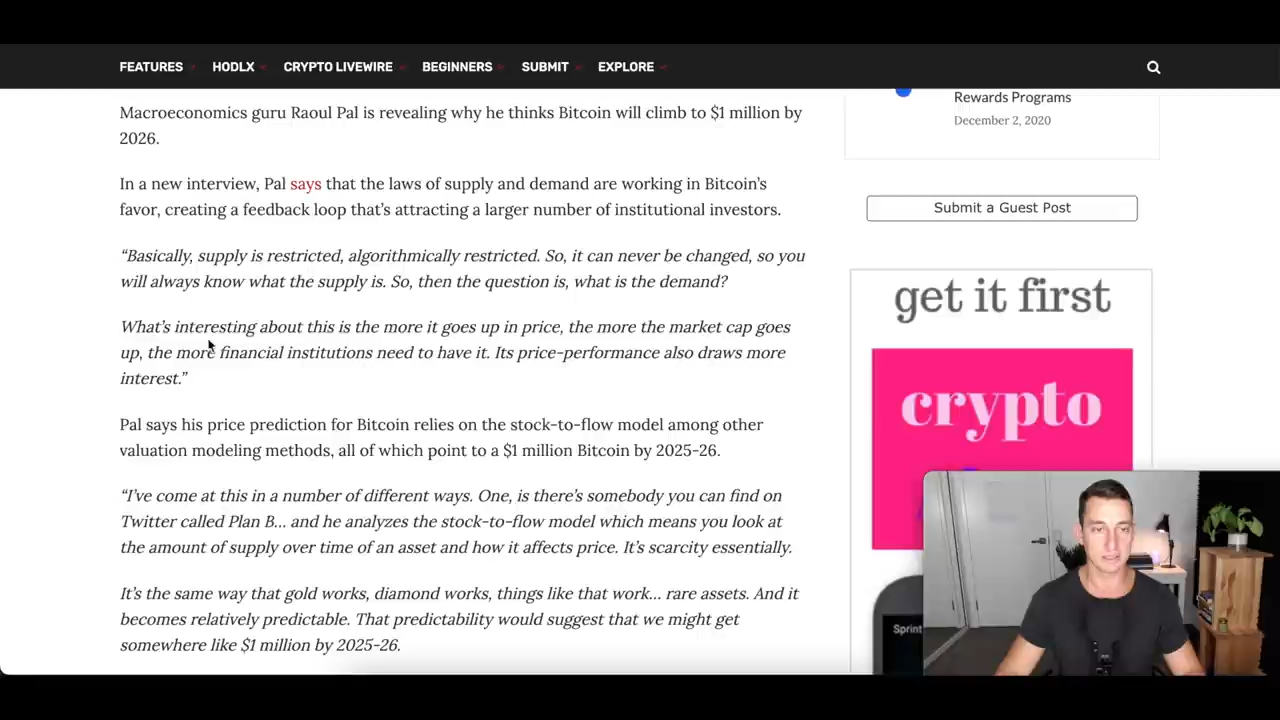 FEATURES HODLX CRYPTO LIVEWIRE BEGINNERS SUBMIT EXPLORE
Macroeconomics guru Raoul Pal is revealing why he thinks Bitcoin will climb to $1 million by
2026.
In a new interview, Pal says that the laws of supply and demand are working in Bitcoin’s
favor, creating a feedback loop that’s attracting a larger number of institutional investors.
“Basically, supply is restricted, algorithmically restricted. So, it can never be changed, so you
will always know what the supply is. So, then the question is, what is the demand?
What’s interesting about this is the more it goes up in price, the more the market cap goes
up, the more financial institutions need to have it. Its price-performance also draws more
interest.”
Pal says his price prediction for Bitcoin relies on the stock-to-flow model among other
valuation modeling methods, all of which point to a $1 million Bitcoin by 2025-26.
“I’ve come at this in a number of different ways. One, is there’s somebody you can find on
Twitter called Plan B… and he analyzes the stock-to-flow model which means you look at
the amount of supply over time of an asset and how it affects price. It’s scarcity essentially.
It’s the same way that gold works, diamond works, things like that work… rare assets. And it
becomes relatively predictable. That predictability would suggest that we might get
somewhere like $1 million by 2025-26.
Rewards Programs
December 2, 2020
Submit a Guest Post
get it first
crypto
Sprint